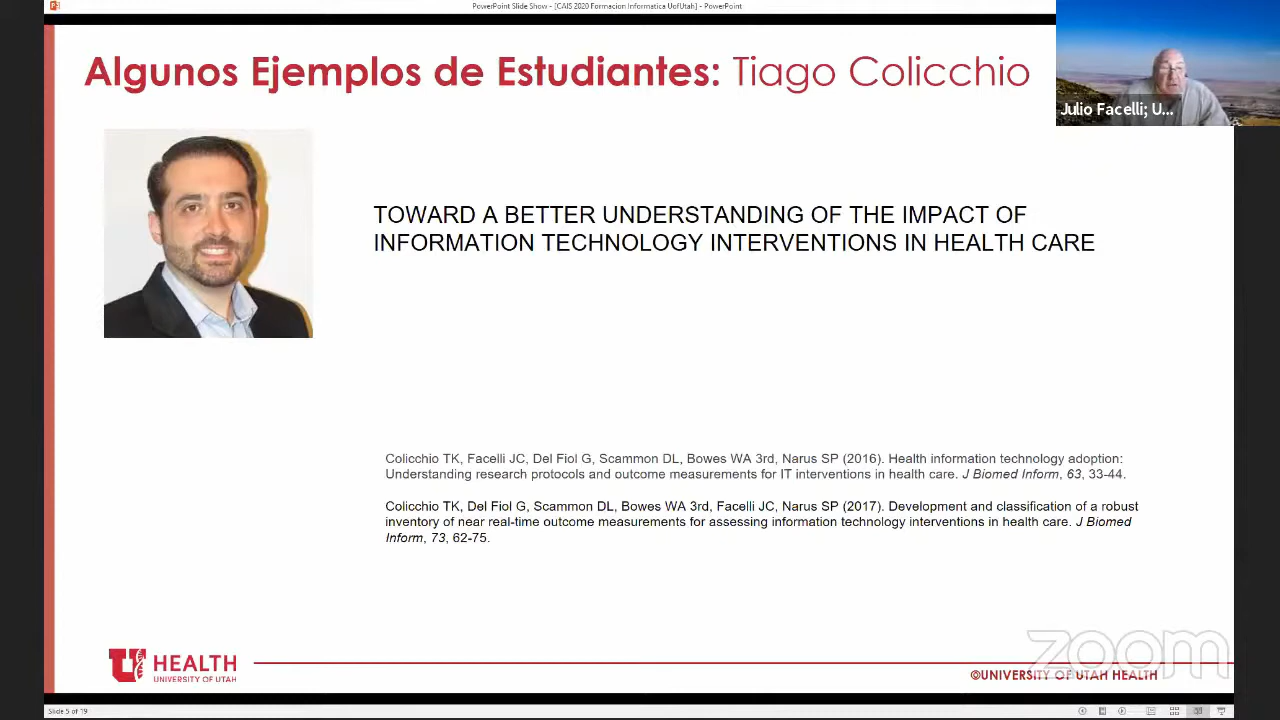 PowerPoint Slide Show - [CAIS 2020 Formacion Informatica UofUtah] - PowerPoint
Algunos Ejemplos de Estudiantes: Tiago Colicchio
Julio Facelli; U...
TOWARD A BETTER UNDERSTANDING OF THE IMPACT OF
INFORMATION TECHNOLOGY INTERVENTIONS IN HEALTH CARE
Colicchio TK, Facelli JC, Del Fiol G, Scammon DL, Bowes WA 3rd, Narus SP (2016). Health information technology adoption:
Understanding research protocols and outcome measurements for IT interventions in health care. J Biomed Inform, 63, 33-44.
Colicchio TK, Del Fiol G, Scammon DL, Bowes WA 3rd, Facelli JC, Narus SP (2017). Development and classification of a robust
inventory of near real-time outcome measurements for assessing information technology interventions in health care. J Biomed
Inform, 73, 62-75.
zoom
U HEALTH
UNIVERSITY OF UTAH
©UNIVERSITY OF UTAH HEALTH
Slide 5 of 19